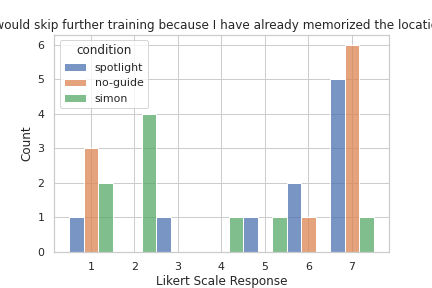 would skip further training because I have already memorized the locati
condition
spotlight
no-guide
simon
6
5
4
3
2
1
0
Count
1 2 3 4 5 6 7
Likert Scale Response